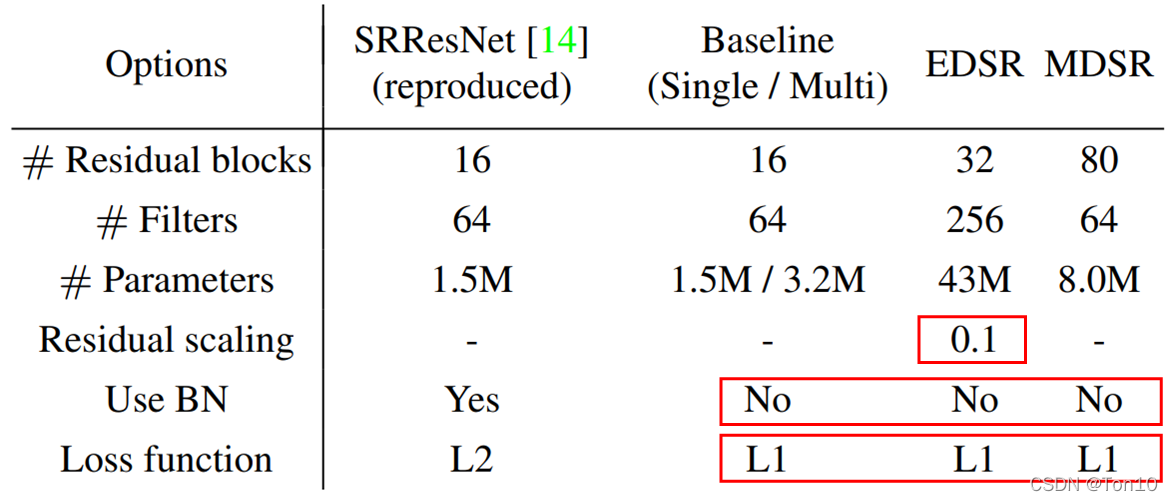 Options SRResNet [14] (reproduced) Baseline (Single / Multi) EDSR MDSR
# Residual blocks 16 16 32 80
# Filters 64 64 256 64
# Parameters 1.5M 1.5M / 3.2M 43M 8.0M
Residual scaling - - 0.1 -
Use BN Yes No No No
Loss function L2 L1 L1 L1
CSDN @Ton10